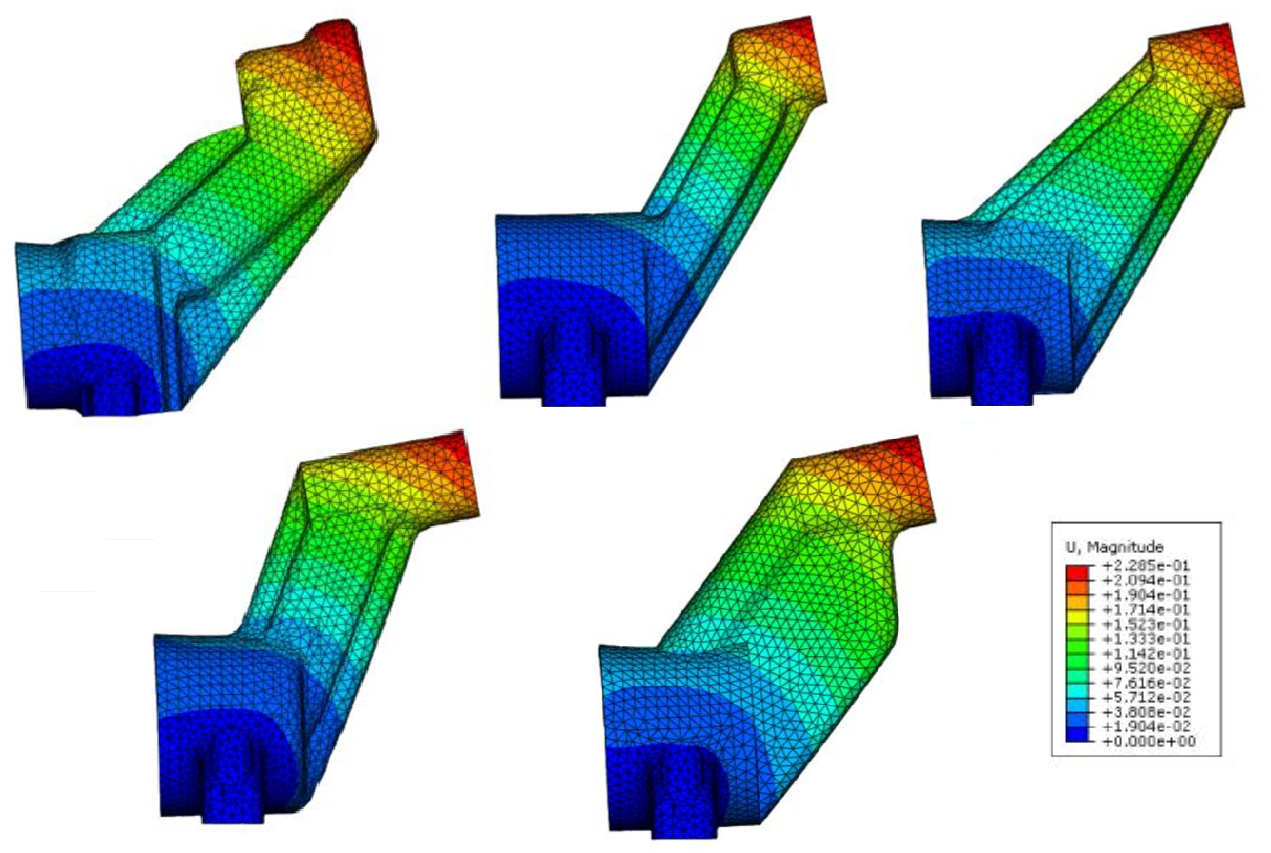 U, Magnitude
+2.285e-01
+2.094e-01
+1.904e-01
+1.714e-01
+1.523e-01
+1.333e-01
+1.142e-01
+9.520e-02
+7.616e-02
+5.712e-02
+3.808e-02
+1.904e-02
+0.000e+00